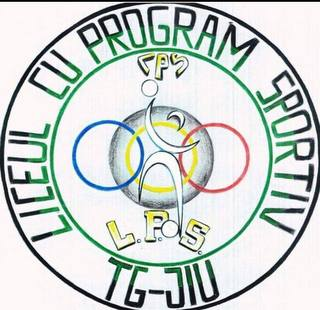 LICEUL CU PROGRAM SPORTIV
CPS
L.P.S.
TG-JIU